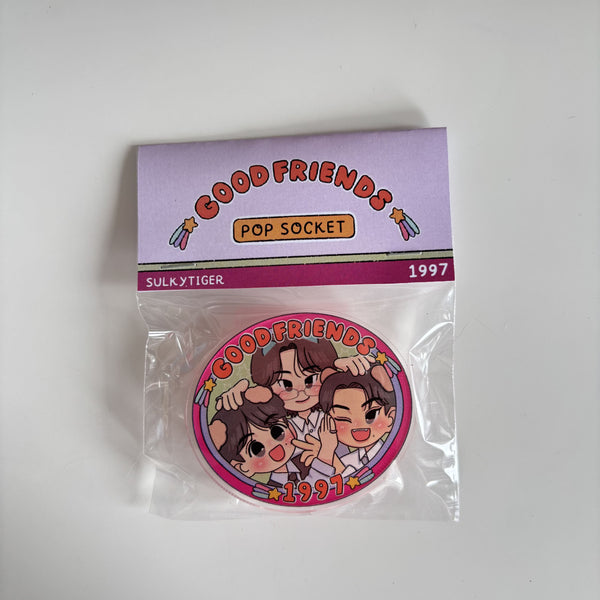 GOOD FRIENDS
POP SOCKET
SULKYTIGER
1997
GOOD FRIENDS
1997